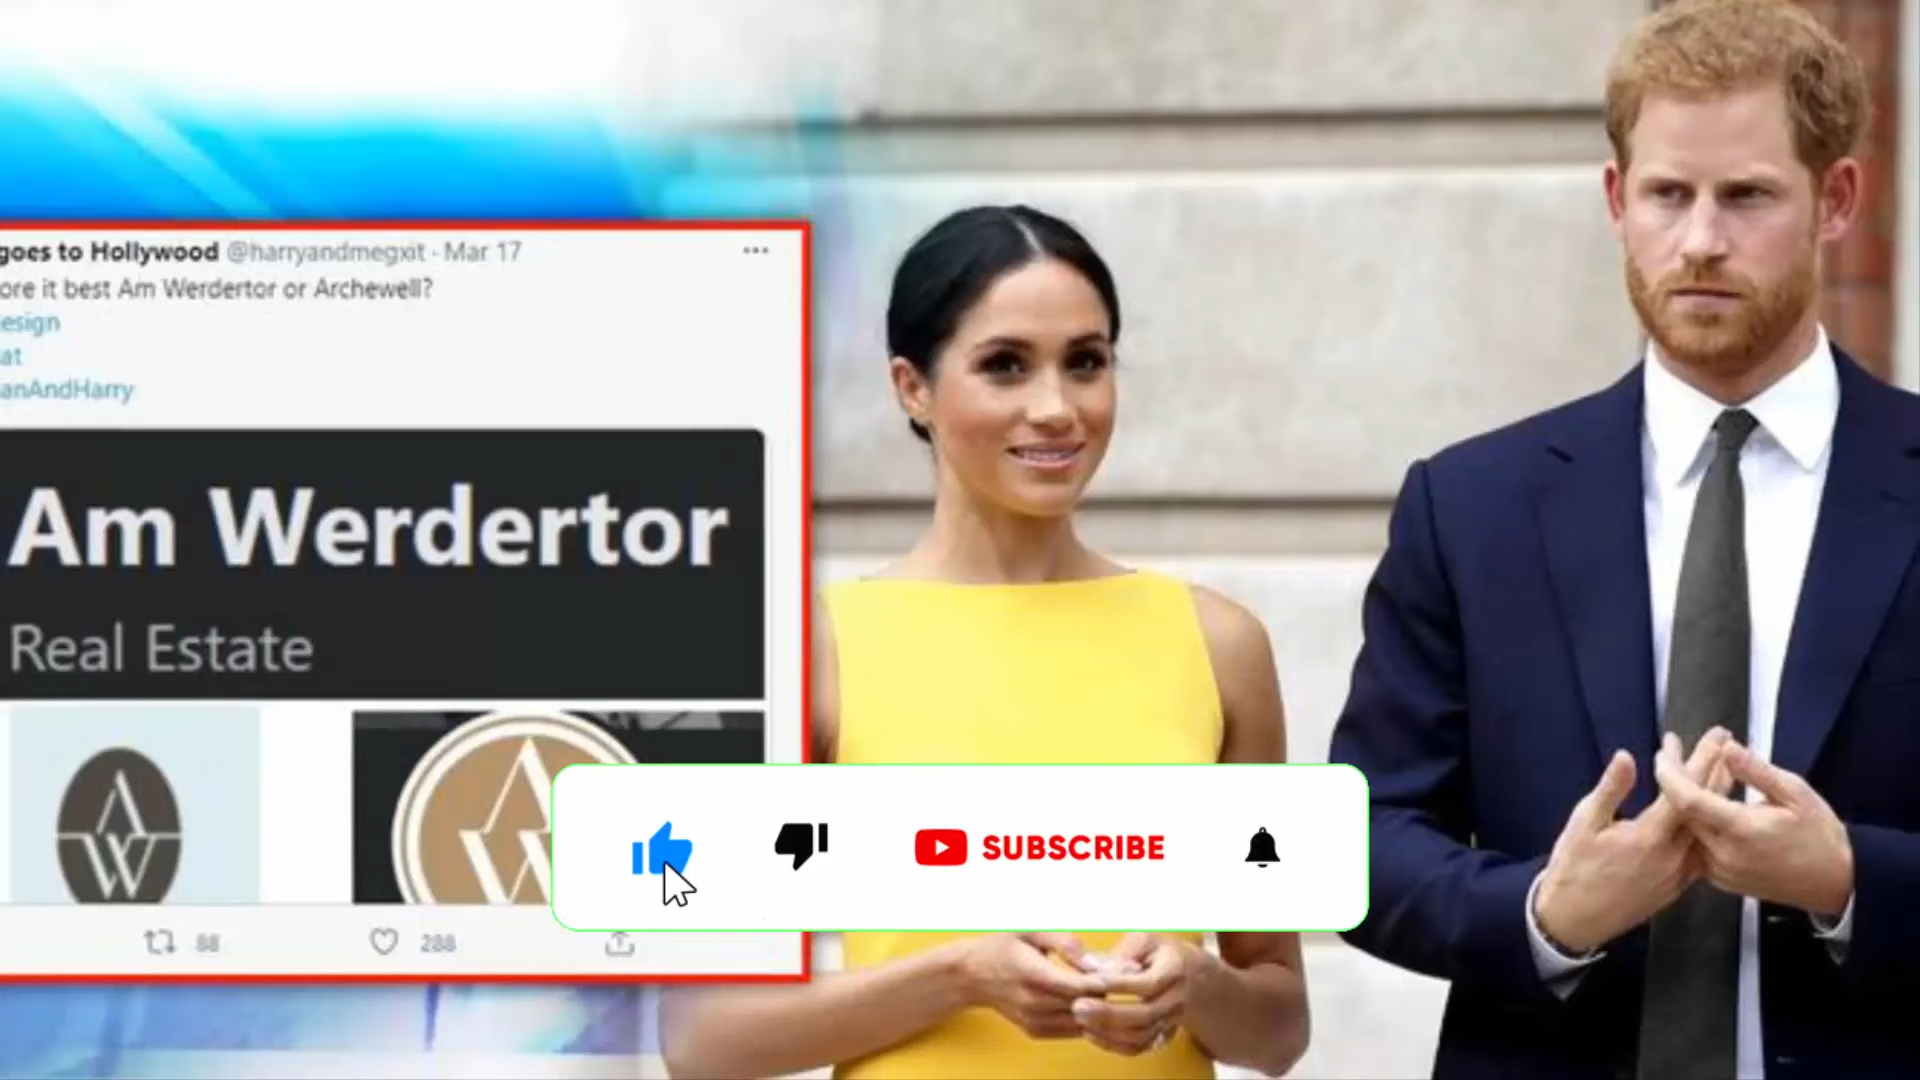 goes to Hollywood @harryandmegxit · Mar 17
ore it best Am Werdertor or Archewell?
esign
at
anAndHarry
Am Werdertor
Real Estate
AW
88 288
SUBSCRIBE